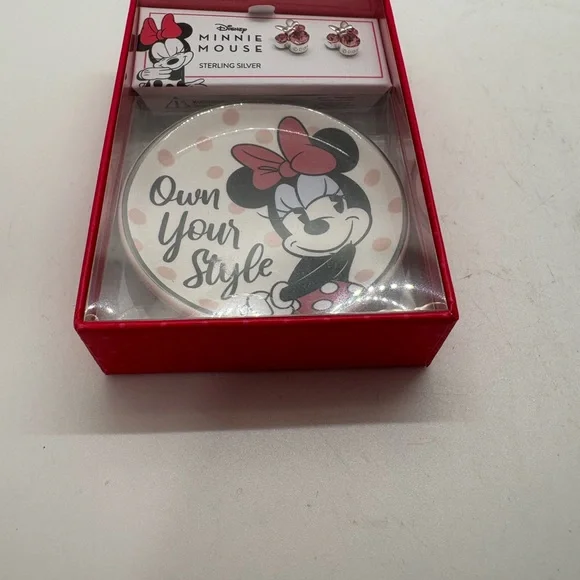 Disney
MINNIE
MOUSE
STERLING SILVER
Own
Your
Style